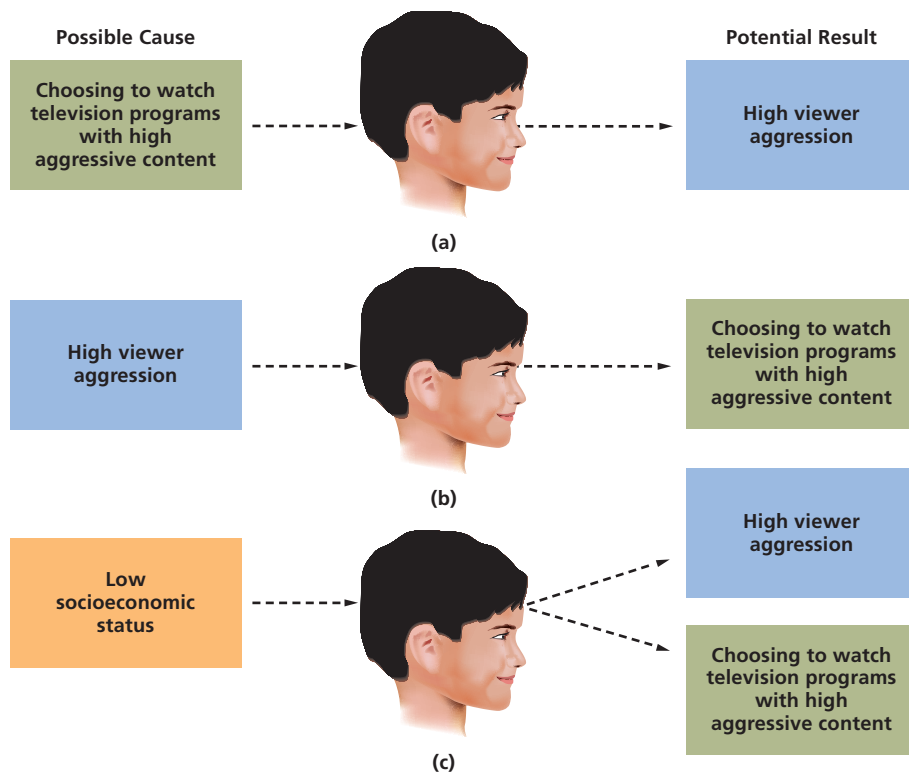 Possible Cause
Potential Result
Choosing to watch
television programs
with high
aggressive content
High viewer
aggression
(a)
High viewer
aggression
Choosing to watch
television programs
with high
aggressive content
(b)
Low
socioeconomic
status
High viewer
aggression
Choosing to watch
television programs
with high
aggressive content
(c)